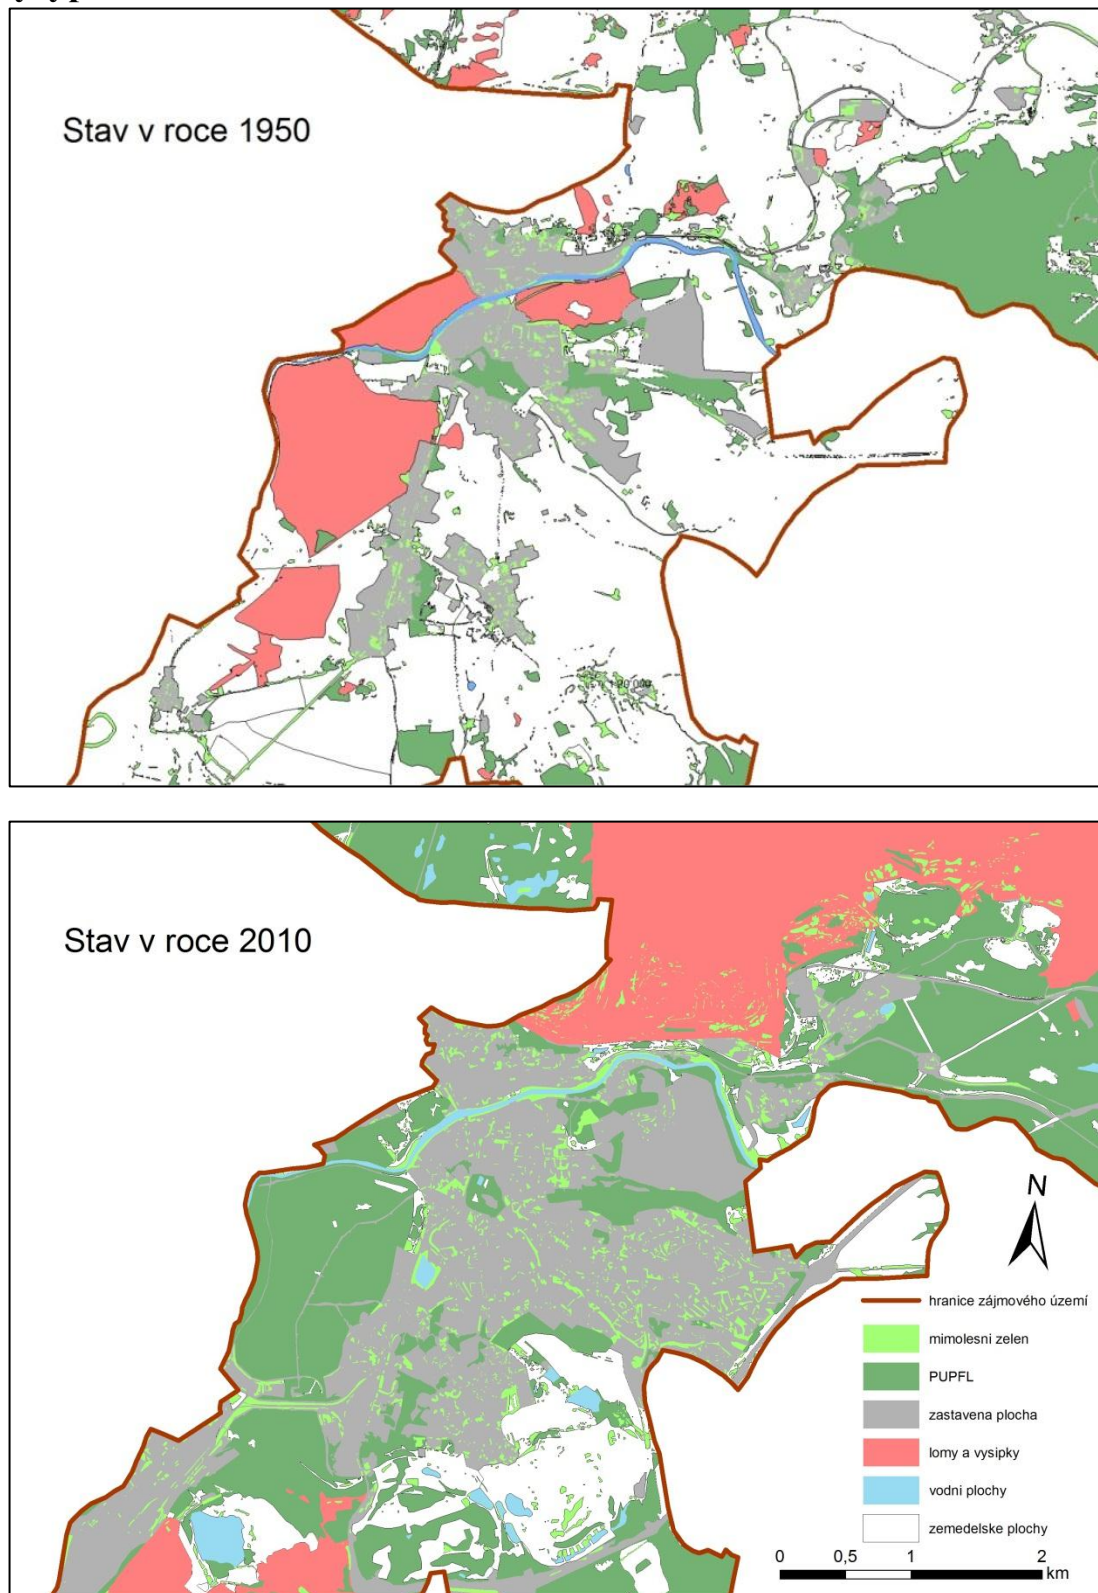 Stav v roce 1950
Stav v roce 2010
N
hranice zájmového území
mimolesni zelen
PUPFL
zastavena plocha
lomy a vysipky
vodni plochy
zemedelske plochy
0 0,5 1 2
km